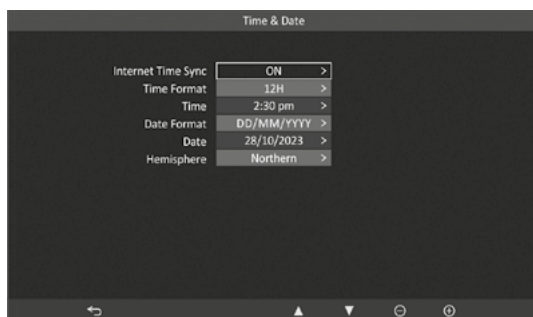 Time & Date
Internet Time Sync ON >
Time Format 12H >
Time 2:30 pm >
Date Format DD/MM/YYYY >
Date 28/10/2023 >
Hemisphere Northern >